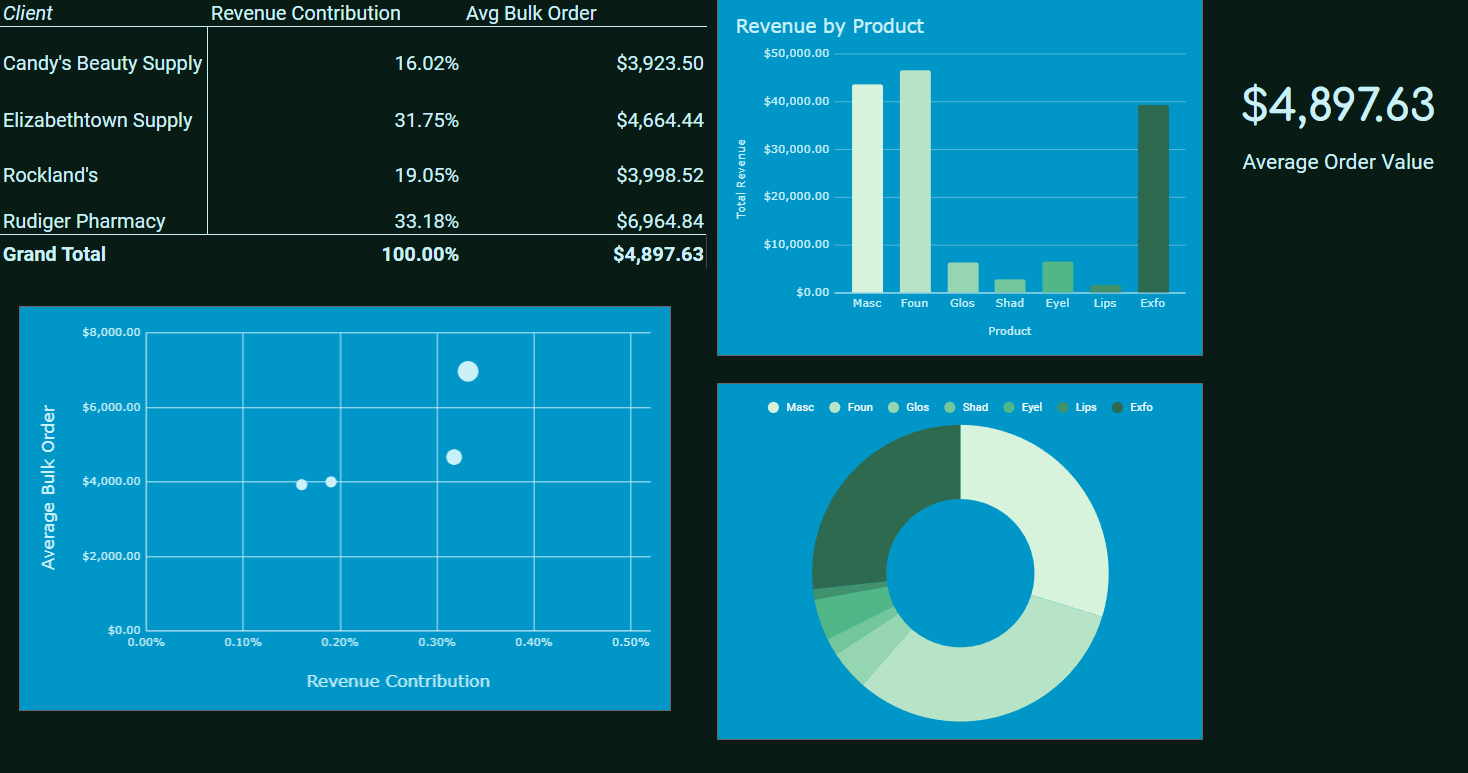 Client Revenue Contribution Avg Bulk Order
Candy's Beauty Supply 16.02% $3,923.50
Elizabethtown Supply 31.75% $4,664.44
Rockland's 19.05% $3,998.52
Rudiger Pharmacy 33.18% $6,964.84
Grand Total 100.00% $4,897.63
Revenue by Product
$50,000.00
$40,000.00
$30,000.00
$20,000.00
$10,000.00
$0.00
Total Revenue
Masc Foun Glos Shad Eyel Lips Exfo
Product
$4,897.63
Average Order Value
$8,000.00
$6,000.00
$4,000.00
$2,000.00
$0.00
Average Bulk Order
0.00% 0.10% 0.20% 0.30% 0.40% 0.50%
Revenue Contribution
Masc Foun Glos Shad Eyel Lips Exfo